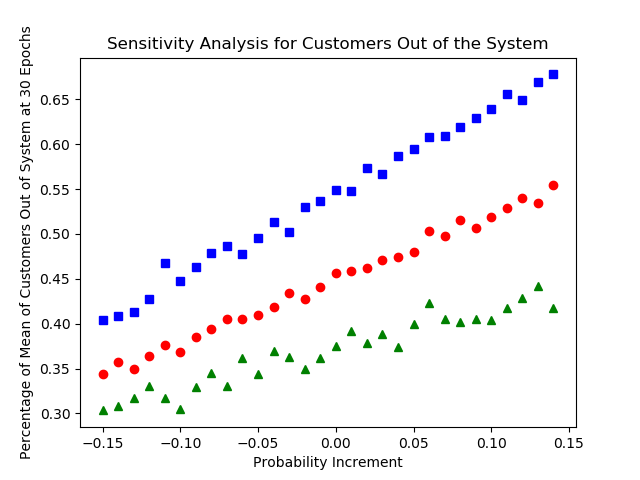 Sensitivity Analysis for Customers Out of the System
Percentage of Mean of Customers Out of System at 30 Epochs
0.65
0.60
0.55
0.50
0.45
0.40
0.35
0.30
−0.15 −0.10 −0.05 0.00 0.05 0.10 0.15
Probability Increment